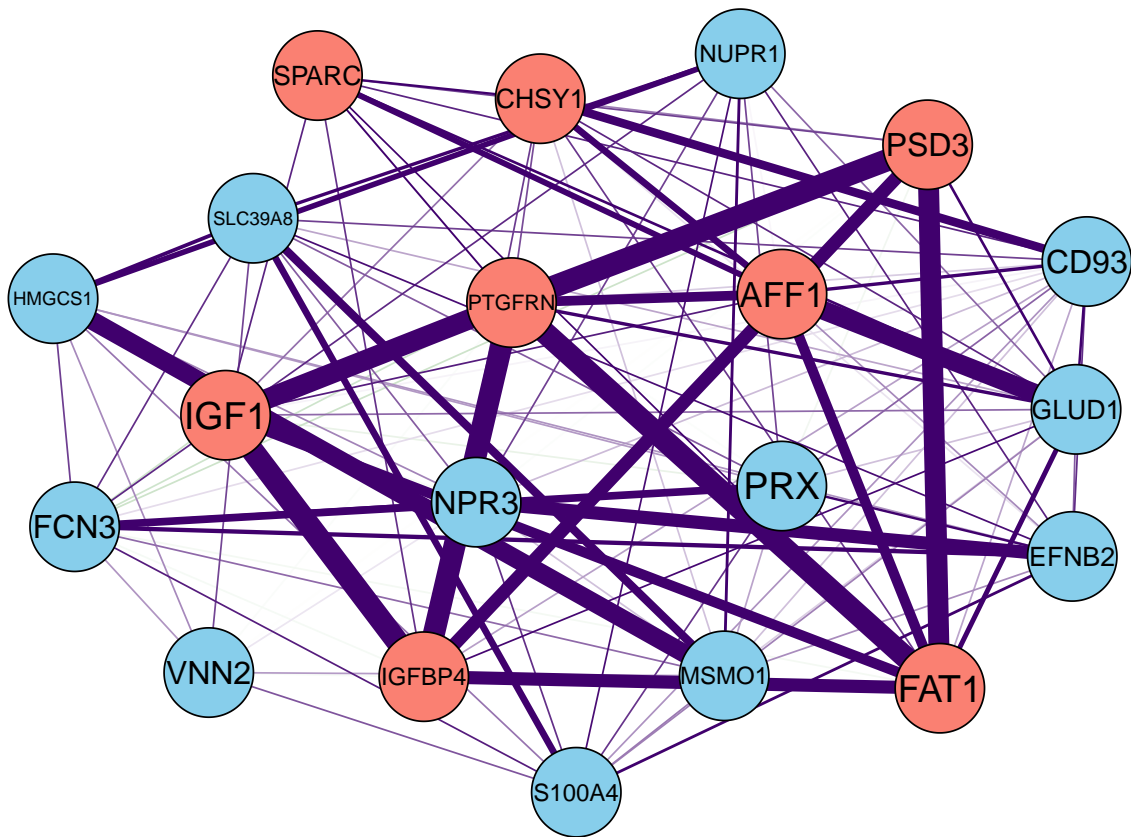 NUPR1
SPARC
CHSY1
PSD3
SLC39A8
CD93
HMGCS1
PTGFRN
AFF1
IGF1
GLUD1
NPR3
PRX
FCN3
EFNB2
VNN2
IGFBP4
MSMO1
FAT1
S100A4